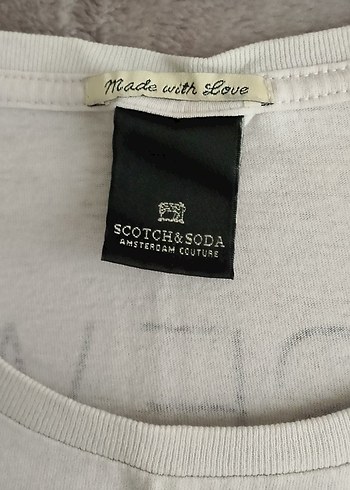 Made with Love
SCOTCH & SODA
AMSTERDAM COUTURE